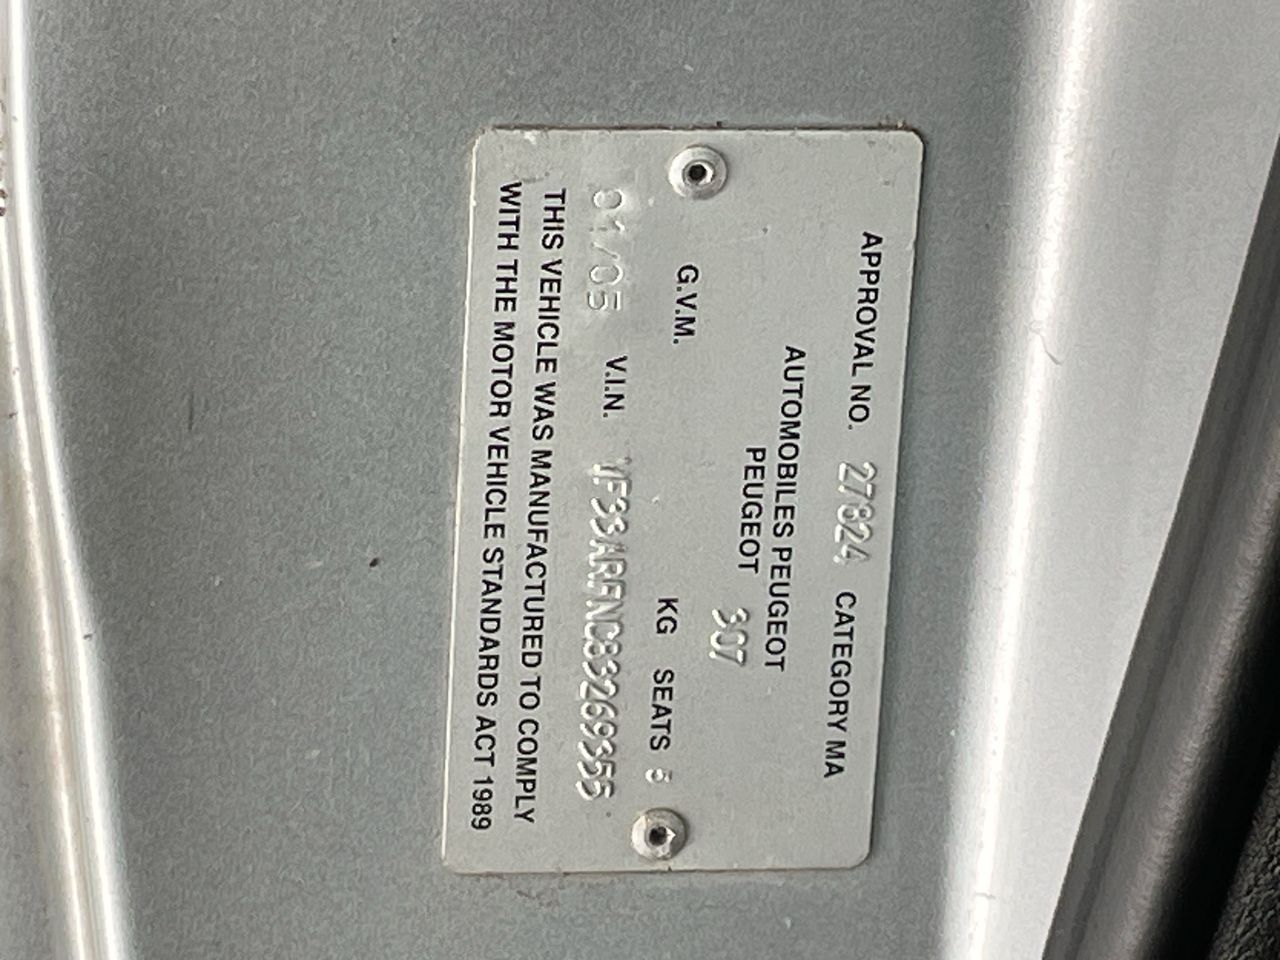 APPROVAL NO. 27824 CATEGORY MA
AUTOMOBILES PEUGEOT
PEUGEOT 307
G.V.M. KG SEATS 5
01/05 V.I.N. VF33ARFNC83269355
THIS VEHICLE WAS MANUFACTURED TO COMPLY
WITH THE MOTOR VEHICLE STANDARDS ACT 1989